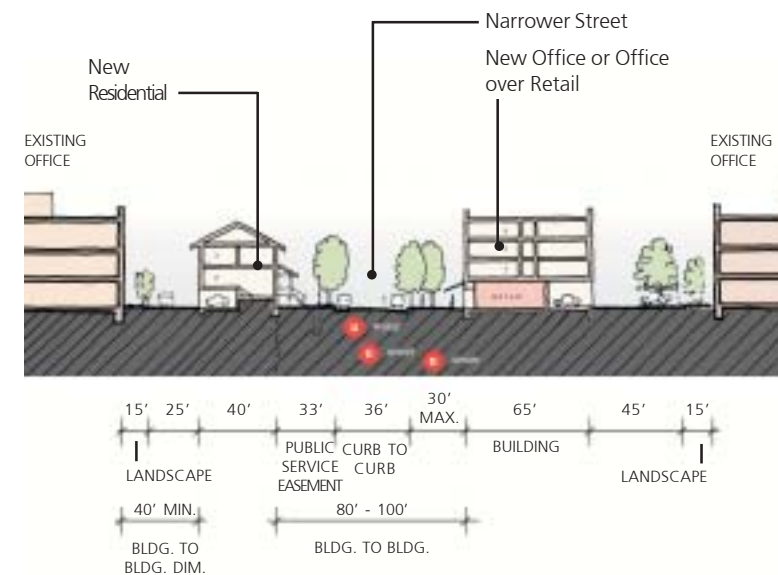 Narrower Street
New Office or Office
over Retail
New
Residential
EXISTING
OFFICE
EXISTING
OFFICE
RETAIL
15’ 25’ 40’ 33’ 36’ 30’ MAX. 65’ 45’ 15’
LANDSCAPE
PUBLIC
SERVICE
EASEMENT
CURB TO
CURB
BUILDING
LANDSCAPE
40’ MIN.
80’ - 100’
BLDG. TO
BLDG. DIM.
BLDG. TO BLDG.